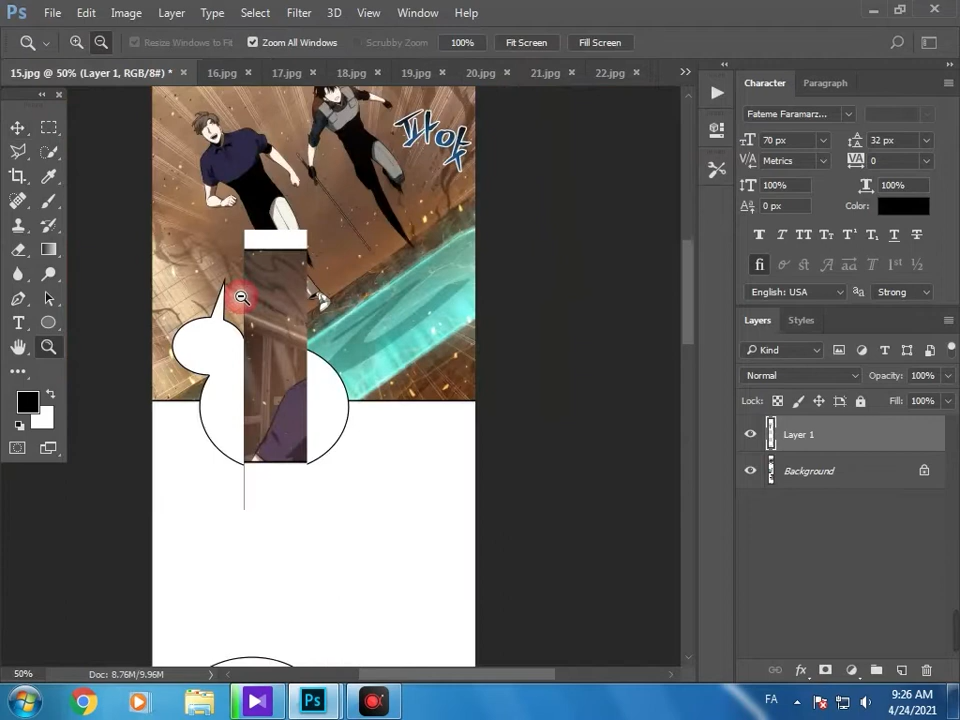 Ps File Edit Image Layer Type Select Filter 3D View Window Help
Resize Windows to Fit Zoom All Windows Scrubby Zoom 100% Fit Screen Fill Screen
15.jpg @ 50% (Layer 1, RGB/8#) * × 16.jpg × 17.jpg × 18.jpg × 19.jpg × 20.jpg × 21.jpg × 22.jpg ×
파앗
Character Paragraph
Fateme Faramarz...
70 px 32 px
Metrics 0
100% 100%
0 px Color:
English: USA Strong
Layers Styles
Kind
Normal Opacity: 100%
Lock: Fill: 100%
Layer 1
Background
50% Doc: 8.76M/9.96M
FA 9:26 AM
4/24/2021